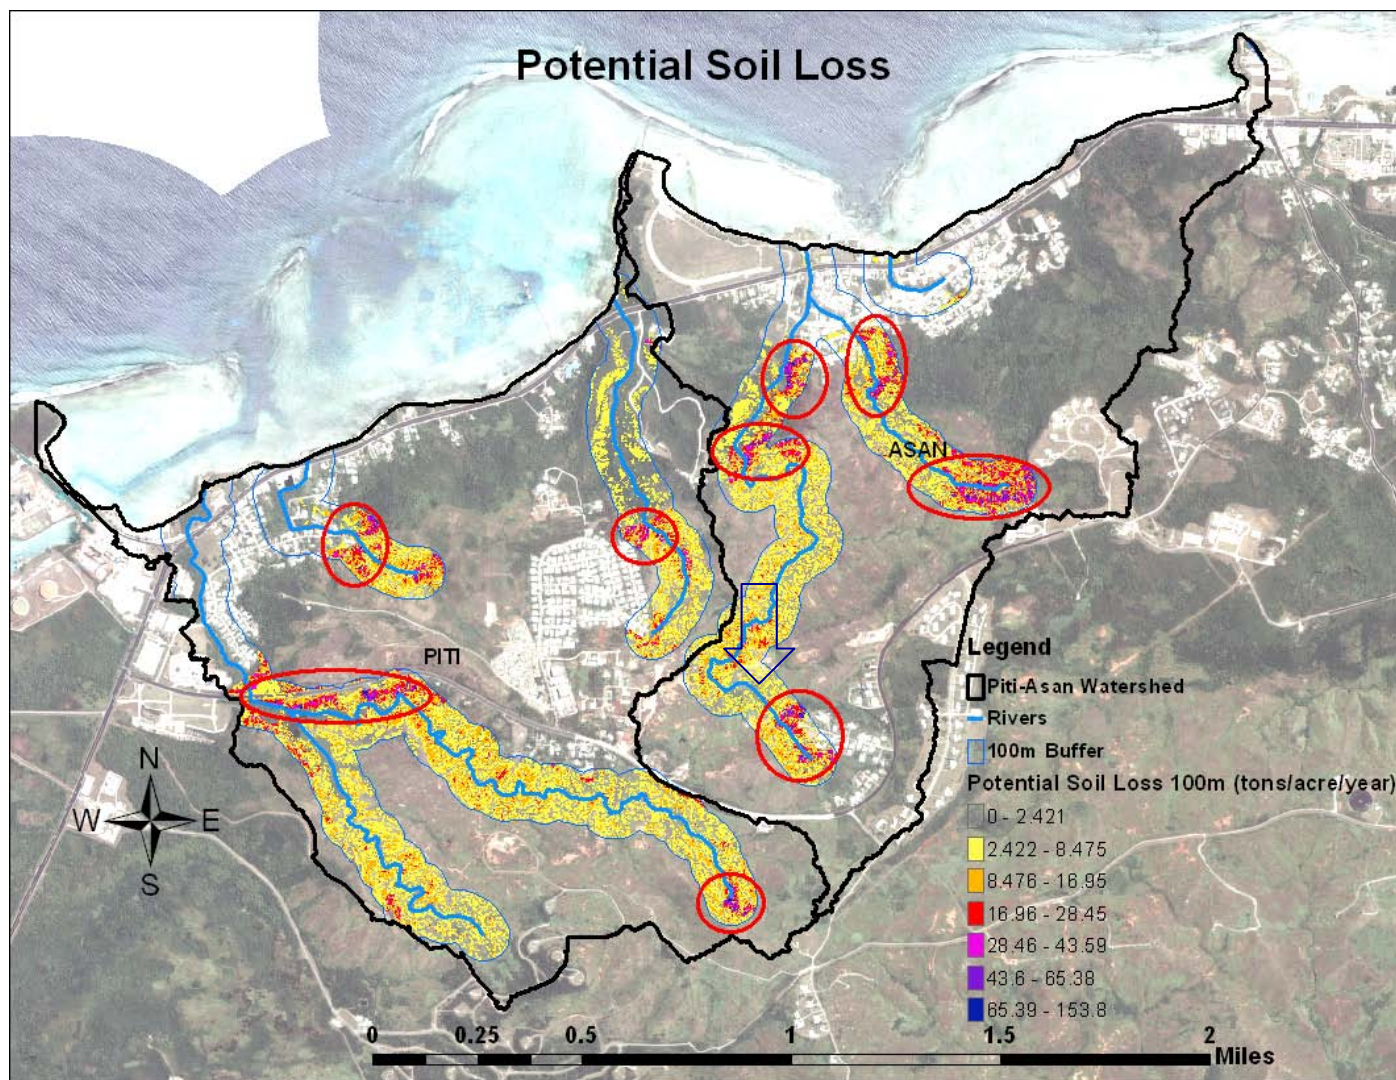 Potential Soil Loss
ASAN
PITI
Legend
Piti-Asan Watershed
Rivers
100m Buffer
Potential Soil Loss 100m (tons/acre/year)
0 - 2.421
2.422 - 8.475
8.476 - 16.95
16.96 - 28.45
28.46 - 43.59
43.6 - 65.38
65.39 - 153.8
N
W E
S
0 0.25 0.5 1 1.5 2
Miles